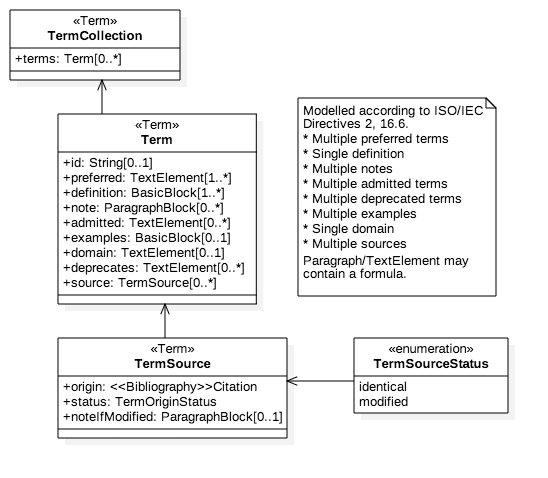 «Term»
TermCollection
+terms: Term[0..*]
«Term»
Term
+id: String[0..1]
+preferred: TextElement[1..*]
+definition: BasicBlock[1..*]
+note: ParagraphBlock[0..*]
+admitted: TextElement[0..*]
+examples: BasicBlock[0..1]
+domain: TextElement[0..1]
+deprecates: TextElement[0..*]
+source: TermSource[0..*]
Modelled according to ISO/IEC
Directives 2, 16.6.
* Multiple preferred terms
* Single definition
* Multiple notes
* Multiple admitted terms
* Multiple deprecated terms
* Multiple examples
* Single domain
* Multiple sources
Paragraph/TextElement may
contain a formula.
«Term»
TermSource
+origin: <<Bibliography>>Citation
+status: TermOriginStatus
+noteIfModified: ParagraphBlock[0..1]
«enumeration»
TermSourceStatus
identical
modified